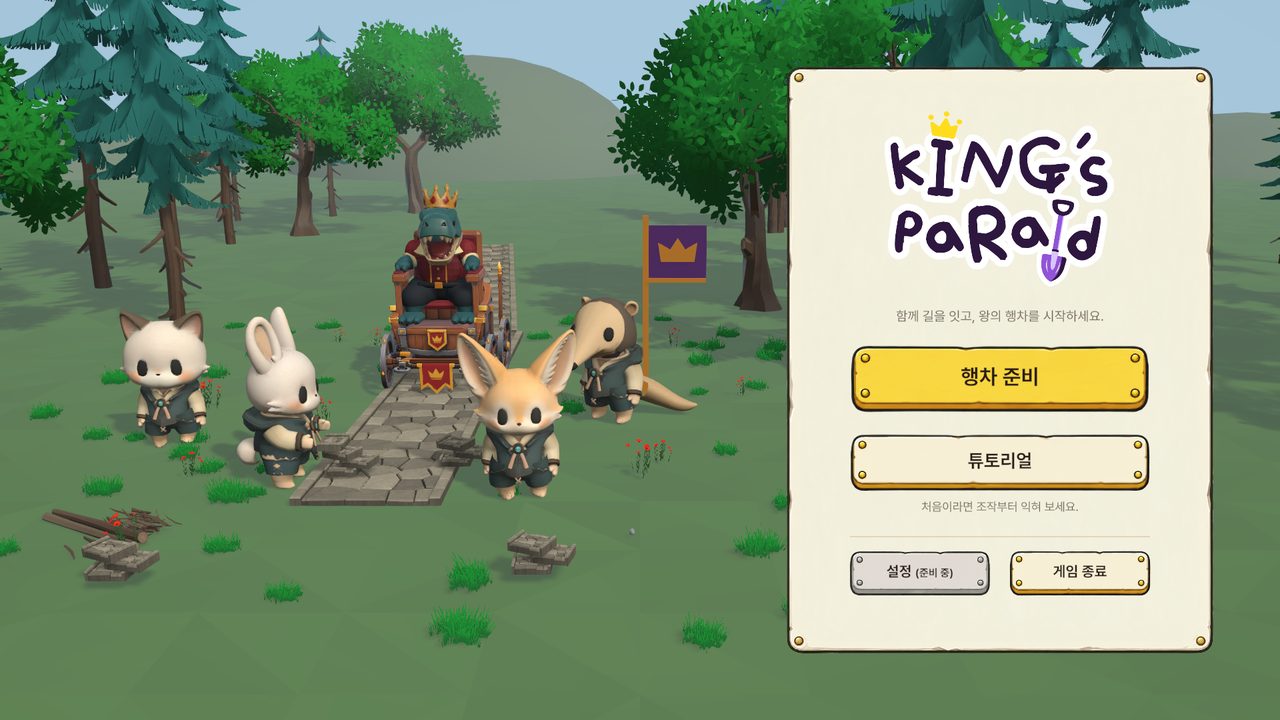 KING's
PaRaid
함께 길을 잇고, 왕의 행차를 시작하세요.
행차 준비
튜토리얼
처음이라면 조작부터 익혀 보세요.
설정 (준비 중)
게임 종료